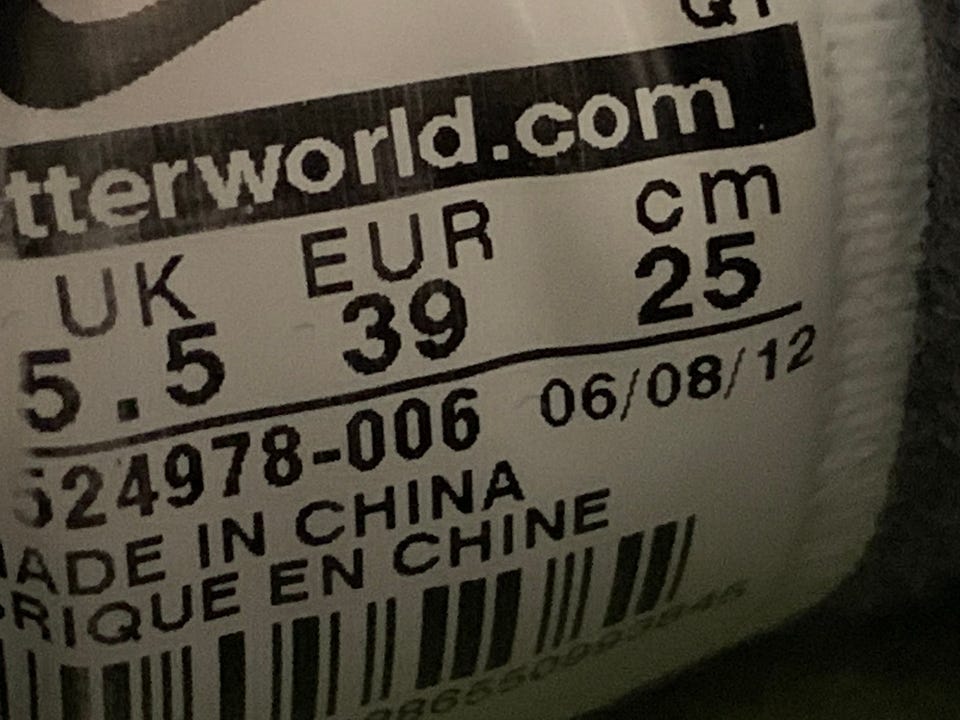 tterworld.com
UK EUR cm
5.5 39 25
524978-006 06/08/12
ADE IN CHINA
RIQUE EN CHINE